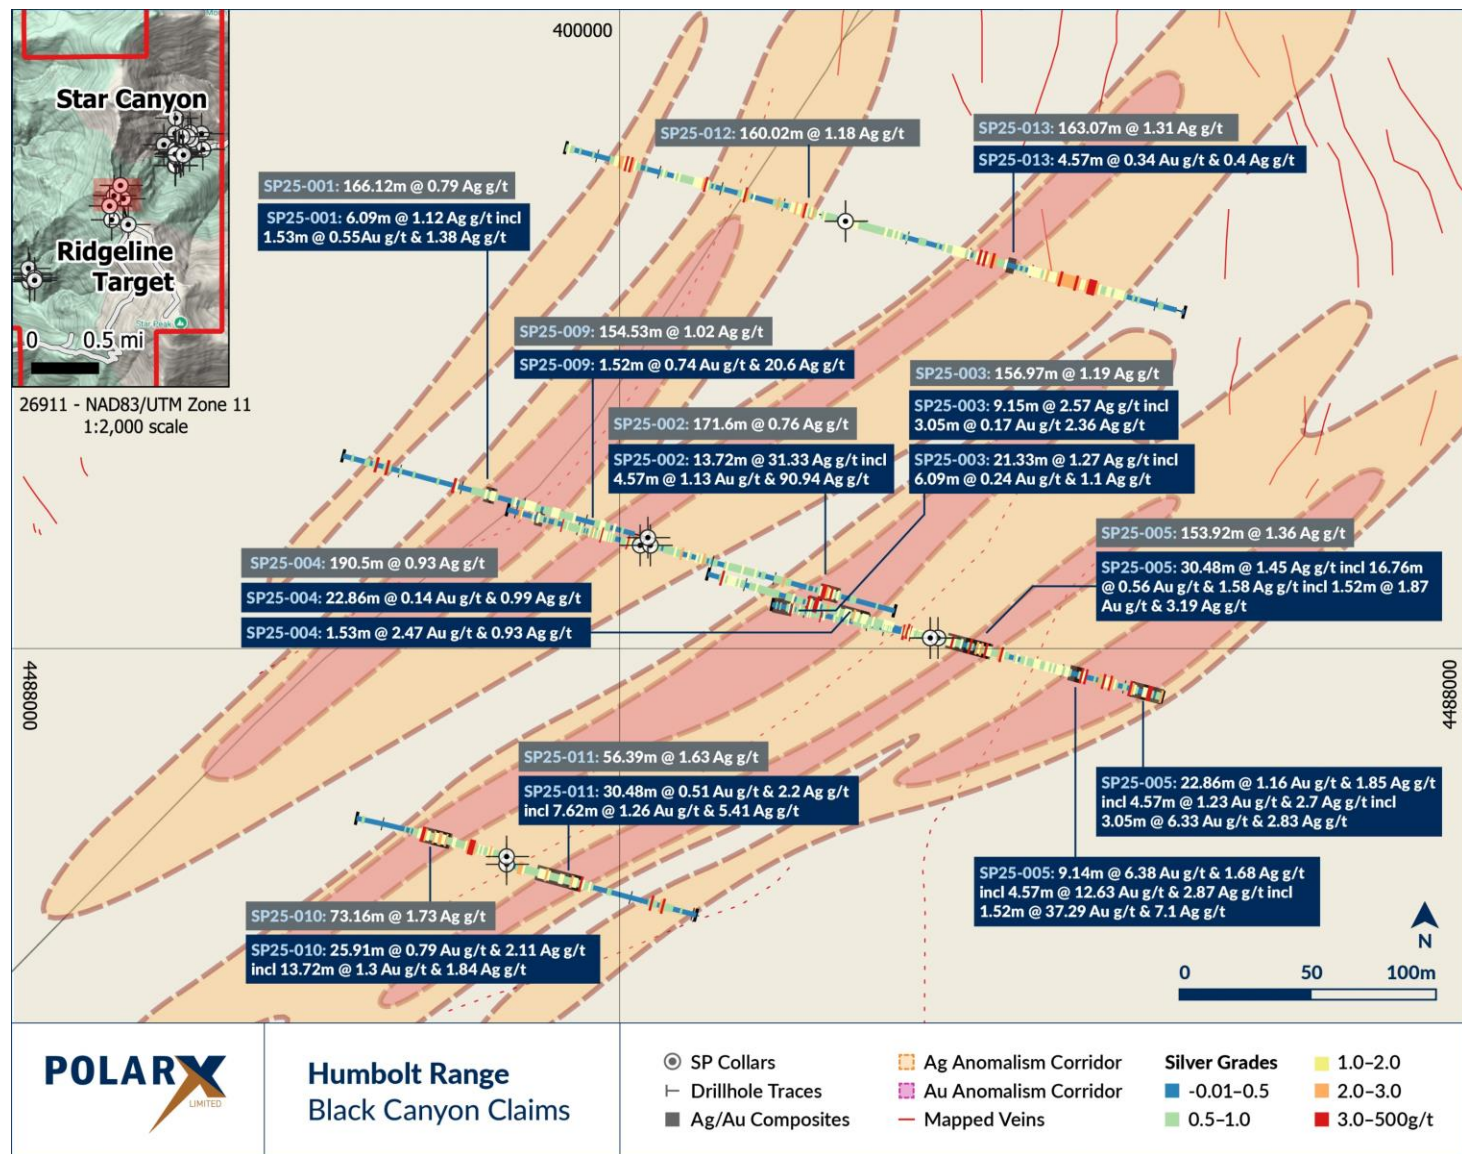 400000
Star Canyon
Ridgeline
Target
Star Peak
0 0.5 mi
26911 - NAD83/UTM Zone 11
1:2,000 scale
SP25-012: 160.02m @ 1.18 Ag g/t
SP25-013: 163.07m @ 1.31 Ag g/t
SP25-013: 4.57m @ 0.34 Au g/t & 0.4 Ag g/t
SP25-001: 166.12m @ 0.79 Ag g/t
SP25-001: 6.09m @ 1.12 Ag g/t incl
1.53m @ 0.55Au g/t & 1.38 Ag g/t
SP25-009: 154.53m @ 1.02 Ag g/t
SP25-009: 1.52m @ 0.74 Au g/t & 20.6 Ag g/t
SP25-003: 156.97m @ 1.19 Ag g/t
SP25-003: 9.15m @ 2.57 Ag g/t incl
3.05m @ 0.17 Au g/t 2.36 Ag g/t
SP25-002: 171.6m @ 0.76 Ag g/t
SP25-002: 13.72m @ 31.33 Ag g/t incl
4.57m @ 1.13 Au g/t & 90.94 Ag g/t
SP25-003: 21.33m @ 1.27 Ag g/t incl
6.09m @ 0.24 Au g/t & 1.1 Ag g/t
SP25-005: 153.92m @ 1.36 Ag g/t
SP25-005: 30.48m @ 1.45 Ag g/t incl 16.76m
@ 0.56 Au g/t & 1.58 Ag g/t incl 1.52m @ 1.87
Au g/t & 3.19 Ag g/t
SP25-004: 190.5m @ 0.93 Ag g/t
SP25-004: 22.86m @ 0.14 Au g/t & 0.99 Ag g/t
SP25-004: 1.53m @ 2.47 Au g/t & 0.93 Ag g/t
4488000
4488000
SP25-011: 56.39m @ 1.63 Ag g/t
SP25-011: 30.48m @ 0.51 Au g/t & 2.2 Ag g/t
incl 7.62m @ 1.26 Au g/t & 5.41 Ag g/t
SP25-005: 22.86m @ 1.16 Au g/t & 1.85 Ag g/t
incl 4.57m @ 1.23 Au g/t & 2.7 Ag g/t incl
3.05m @ 6.33 Au g/t & 2.83 Ag g/t
SP25-005: 9.14m @ 6.38 Au g/t & 1.68 Ag g/t
incl 4.57m @ 12.63 Au g/t & 2.87 Ag g/t incl
1.52m @ 37.29 Au g/t & 7.1 Ag g/t
SP25-010: 73.16m @ 1.73 Ag g/t
SP25-010: 25.91m @ 0.79 Au g/t & 2.11 Ag g/t
incl 13.72m @ 1.3 Au g/t & 1.84 Ag g/t
N
0 50 100m
POLARX
LIMITED
Humbolt Range
Black Canyon Claims
SP Collars
Drillhole Traces
Ag/Au Composites
Ag Anomalism Corridor
Au Anomalism Corridor
Mapped Veins
Silver Grades
-0.01–0.5
0.5–1.0
1.0–2.0
2.0–3.0
3.0–500g/t